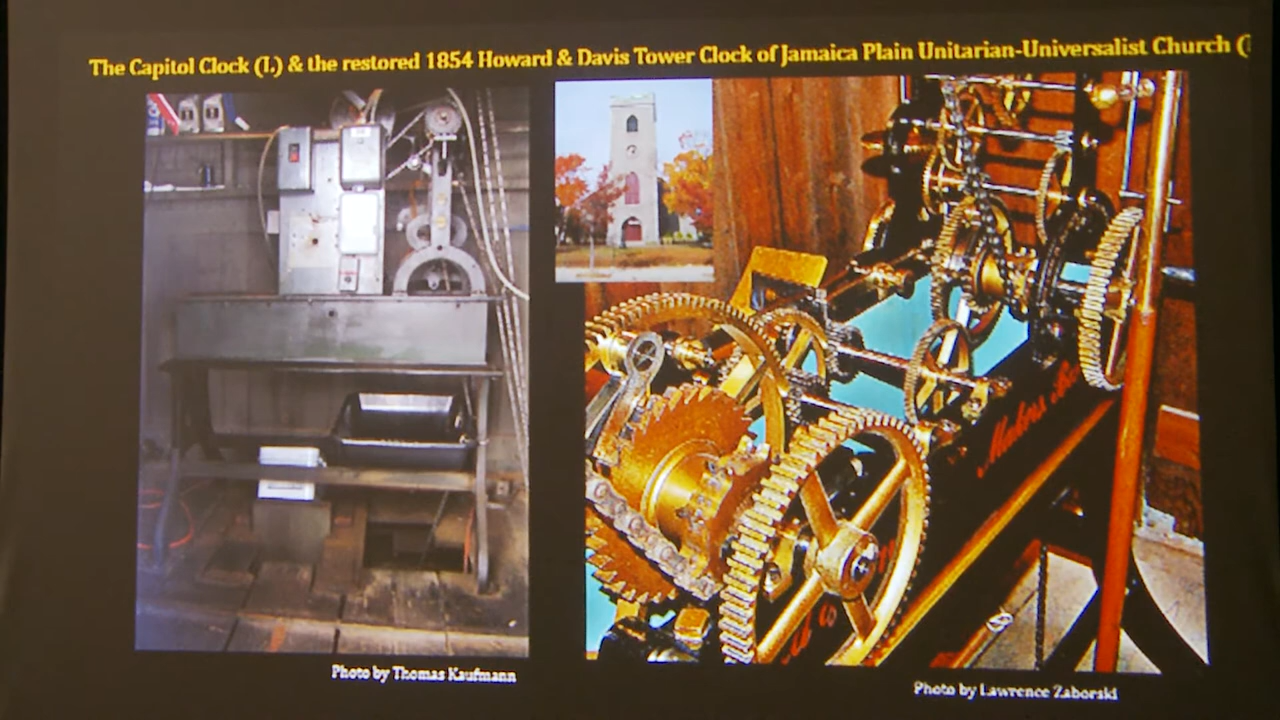 The Capitol Clock (L) & the restored 1854 Howard & Davis Tower Clock of Jamaica Plain Unitarian-Universalist Church (
Makers
Photo by Thomas Kaufmann
Photo by Lawrence Zaborski